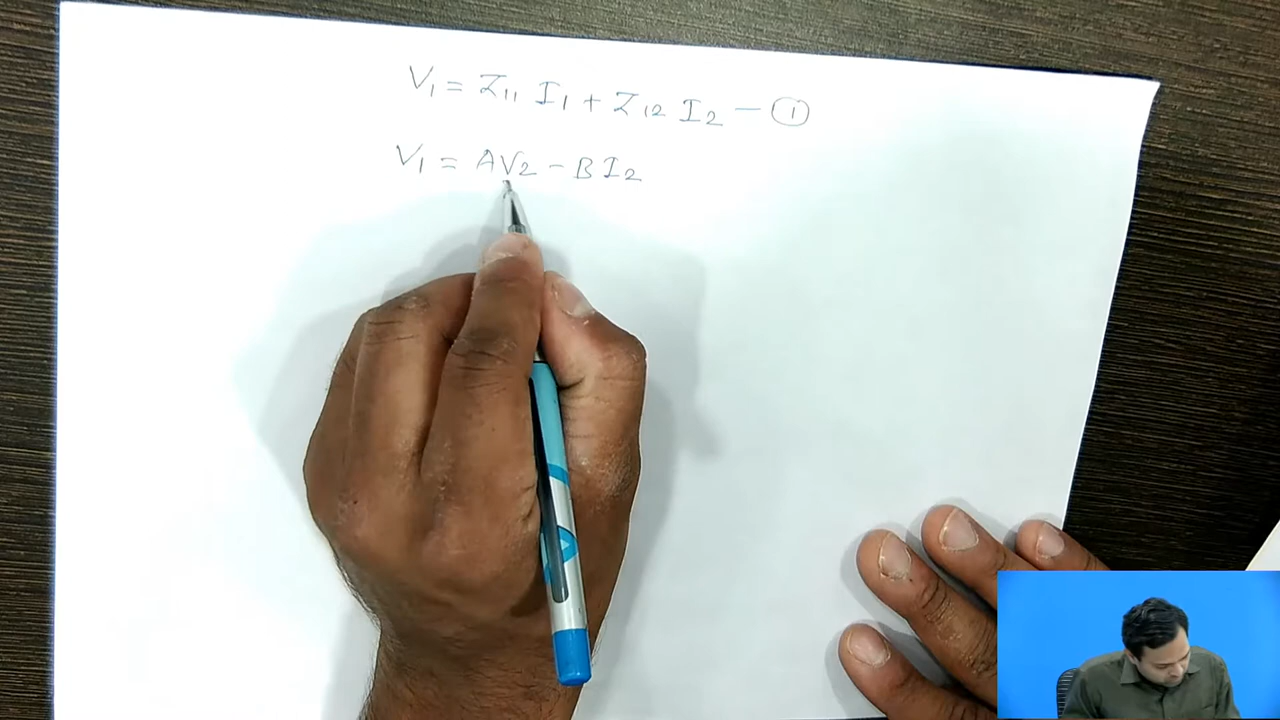 V1 = Z11 I1 + Z12 I2 — ①
V1 = AV2 - BI2